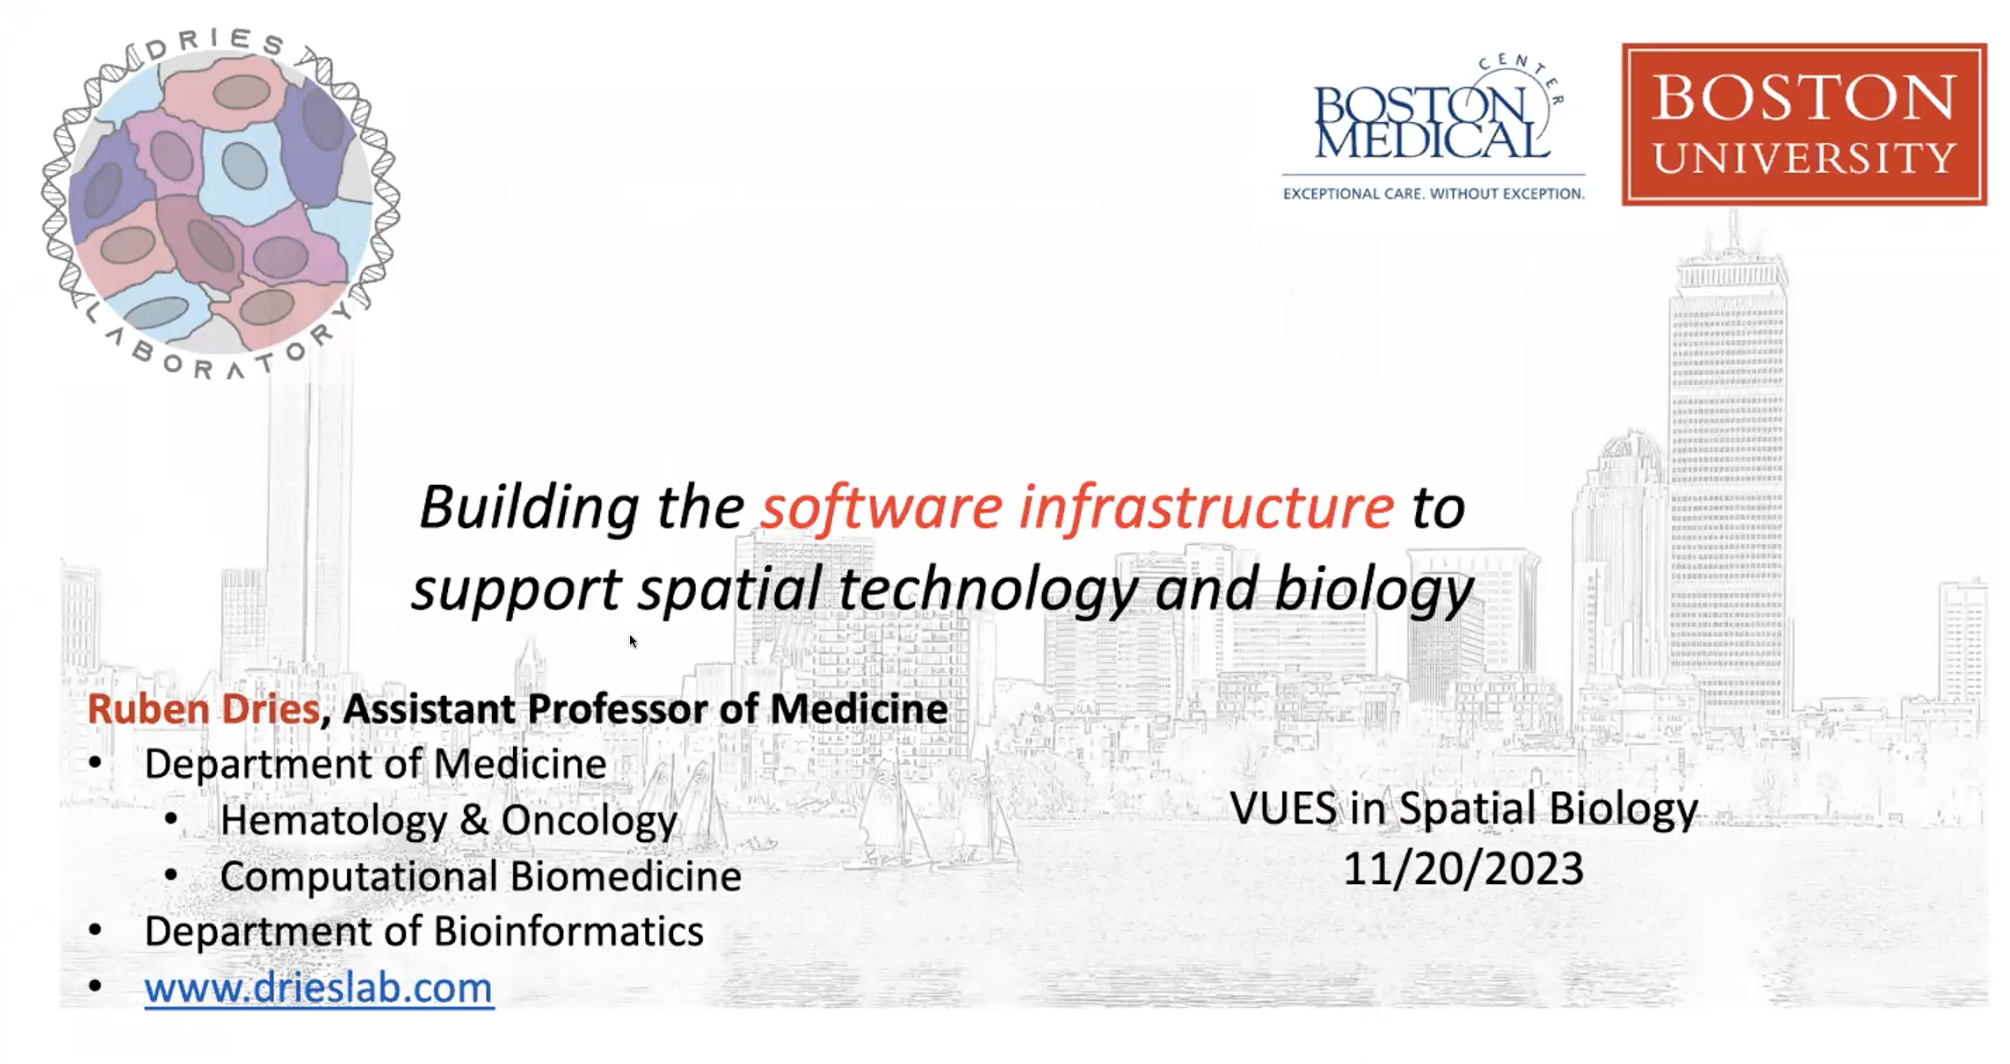 DRIES
LABORATORY
CENTER
BOSTON
MEDICAL
EXCEPTIONAL CARE. WITHOUT EXCEPTION.
BOSTON
UNIVERSITY
Building the software infrastructure to
support spatial technology and biology
Ruben Dries, Assistant Professor of Medicine
• Department of Medicine
• Hematology & Oncology
• Computational Biomedicine
• Department of Bioinformatics
• www.drieslab.com
VUES in Spatial Biology
11/20/2023